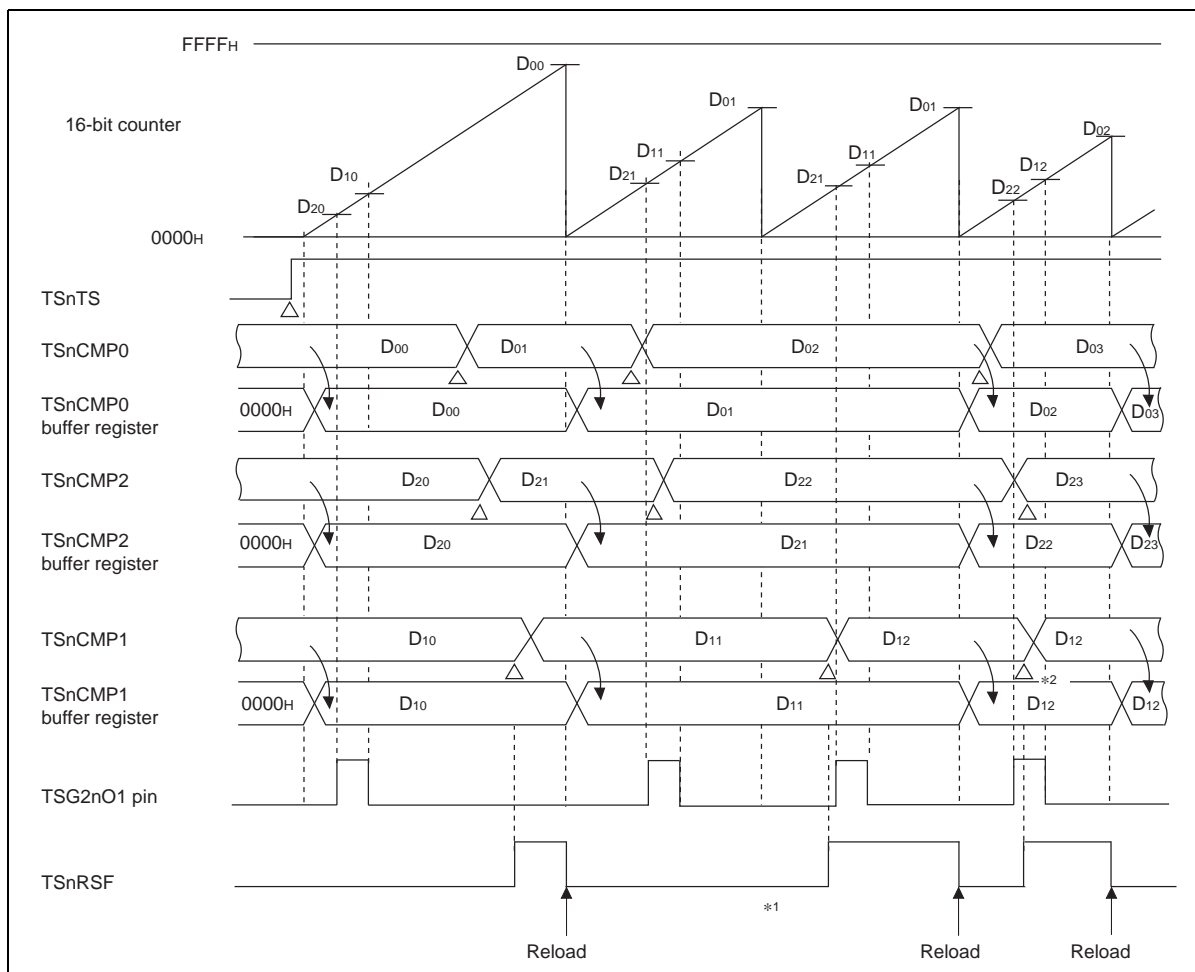 FFFFH
D00
D01
D01
D02
16-bit counter
D11
D11
D12
D10
D21
D21
D22
D20
0000H
TSnTS
TSnCMP0
D00
D01
D02
D03
TSnCMP0
buffer register
0000H
D00
D01
D02
D03
TSnCMP2
D20
D21
D22
D23
TSnCMP2
buffer register
0000H
D20
D21
D22
D23
TSnCMP1
D10
D11
D12
D12
*2
TSnCMP1
buffer register
0000H
D10
D11
D12
D12
TSG2nO1 pin
TSnRSF
*1
Reload
Reload
Reload